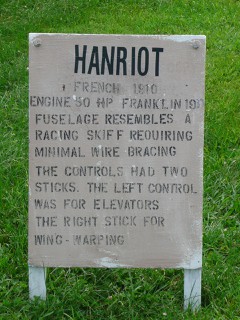 HANRIOT
FRENCH 1910
ENGINE 50 HP FRANKLIN
FUSELAGE RESEMBLES A
RACING SKIFF REQUIRING
MINIMAL WIRE BRACING
THE CONTROLS HAD TWO
STICKS. THE LEFT CONTROL
WAS FOR ELEVATORS
THE RIGHT STICK FOR
WING-WARPING